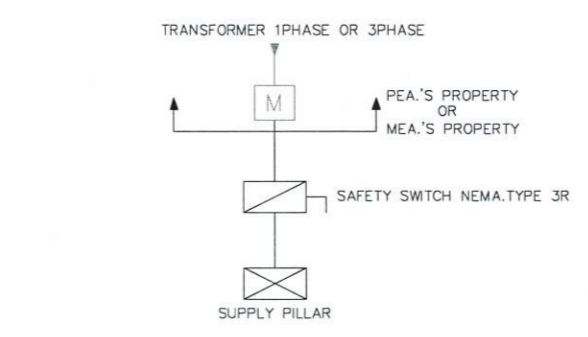 TRANSFORMER 1PHASE OR 3PHASE
M
PEA.'S PROPERTY
OR
MEA.'S PROPERTY
SAFETY SWITCH NEMA.TYPE 3R
SUPPLY PILLAR